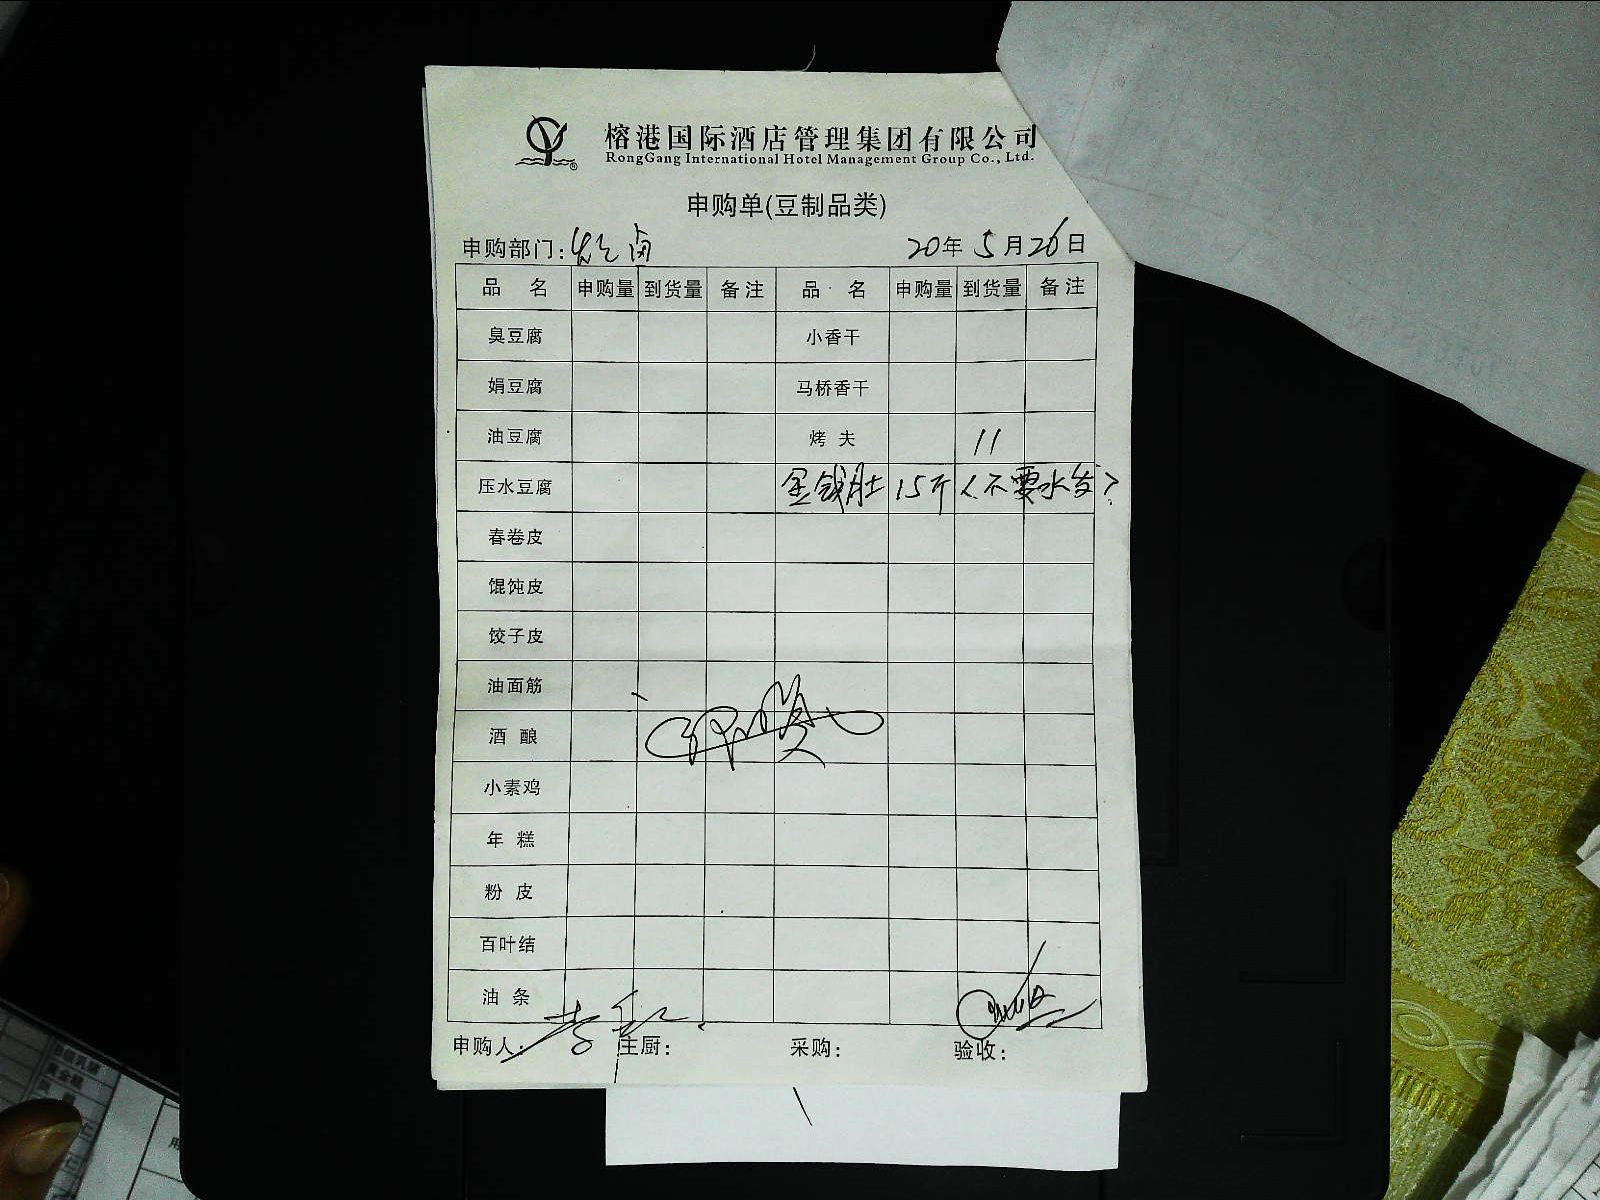 榕港国际酒店管理集团有限公司
RongGang International Hotel Management Group Co., Ltd.
申购单(豆制品类)
申购部门: 卤 20年5月26日
品 名 申购量 到货量 备注 品 名 申购量 到货量 备注
臭豆腐 小香干
娟豆腐 马桥香干
油豆腐 烤 夫 11
压水豆腐 金钱肚 15斤 (不要水发)
春卷皮
馄饨皮
饺子皮
油面筋
酒 酿
小素鸡
年 糕
粉 皮
百叶结
油 条
申购人: 主厨: 采购: 验收: